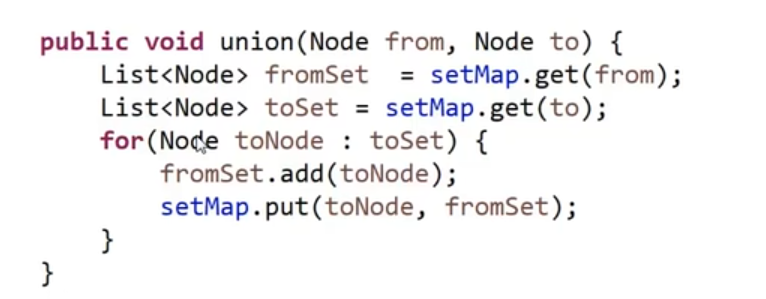 public void union(Node from, Node to) {
    List<Node> fromSet  = setMap.get(from);
    List<Node> toSet = setMap.get(to);
    for(Node toNode : toSet) {
        fromSet.add(toNode);
        setMap.put(toNode, fromSet);
    }
}